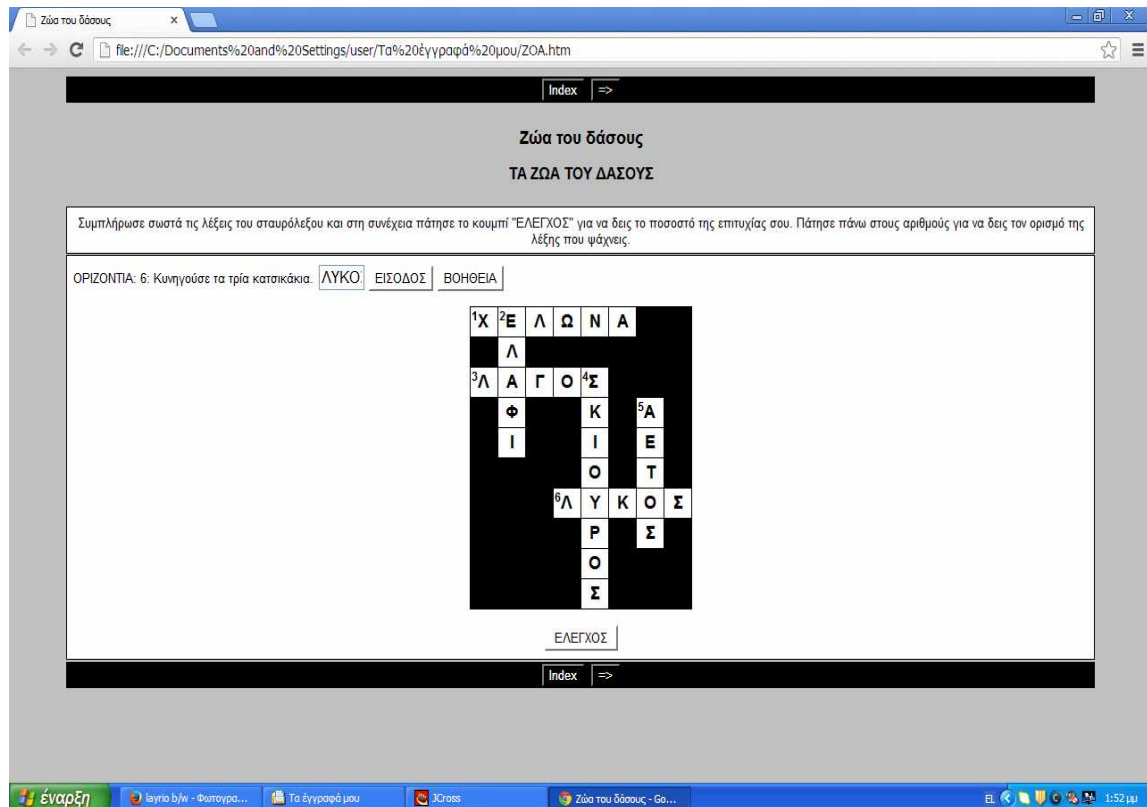 Ζώα του δάσους
file:///C:/Documents%20and%20Settings/user/Τα%20έγγραφά%20μου/ZOA.htm
Index =>
Ζώα του δάσους
ΤΑ ΖΩΑ ΤΟΥ ΔΑΣΟΥΣ
Συμπλήρωσε σωστά τις λέξεις του σταυρόλεξου και στη συνέχεια πάτησε το κουμπί "ΕΛΕΓΧΟΣ" για να δεις το ποσοστό της επιτυχίας σου. Πάτησε πάνω στους αριθμούς για να δεις τον ορισμό της
λέξης που ψάχνεις.
ΟΡΙΖΟΝΤΙΑ: 6: Κυνηγούσε τα τρία κατσικάκια. ΛΥΚΟ ΕΙΣΟΔΟΣ ΒΟΗΘΕΙΑ
1Χ 2Ε Λ Ω Ν Α
Λ
3Λ Α Γ Ο 4Σ
Φ Κ 5Α
Ι Ι Ε
Ο Τ
6Λ Υ Κ Ο Σ
Ρ Σ
Ο
Σ
ΕΛΕΓΧΟΣ
Index =>
έναρξη layrio b/w - Φωτογρα... Τα έγγραφά μου JCross Ζώα του δάσους - Go... EL 1:52 μμ